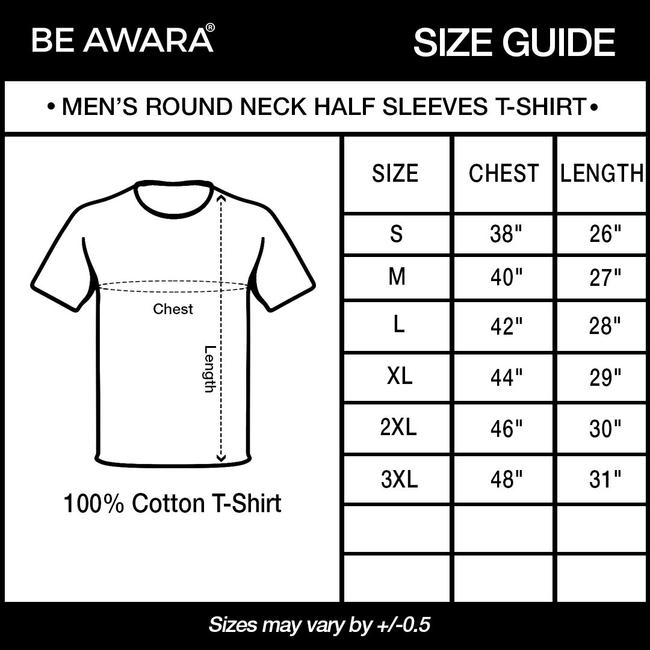 BE AWARA®
SIZE GUIDE
• MEN'S ROUND NECK HALF SLEEVES T-SHIRT •
SIZE CHEST LENGTH
S 38" 26"
M 40" 27"
L 42" 28"
XL 44" 29"
2XL 46" 30"
3XL 48" 31"
Chest
Length
100% Cotton T-Shirt
Sizes may vary by +/-0.5